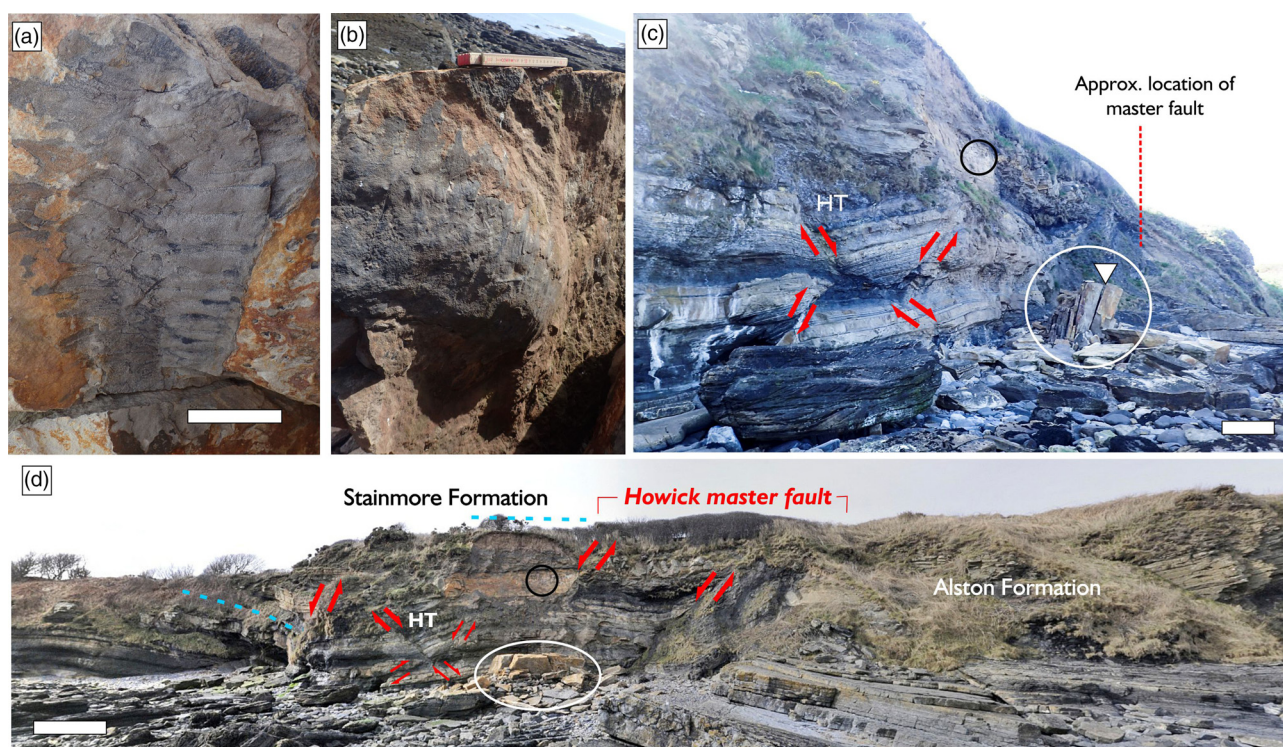 (a)
(b)
(c)
Approx. location of
master fault
HT
(d)
Stainmore Formation
Howick master fault
HT
Alston Formation